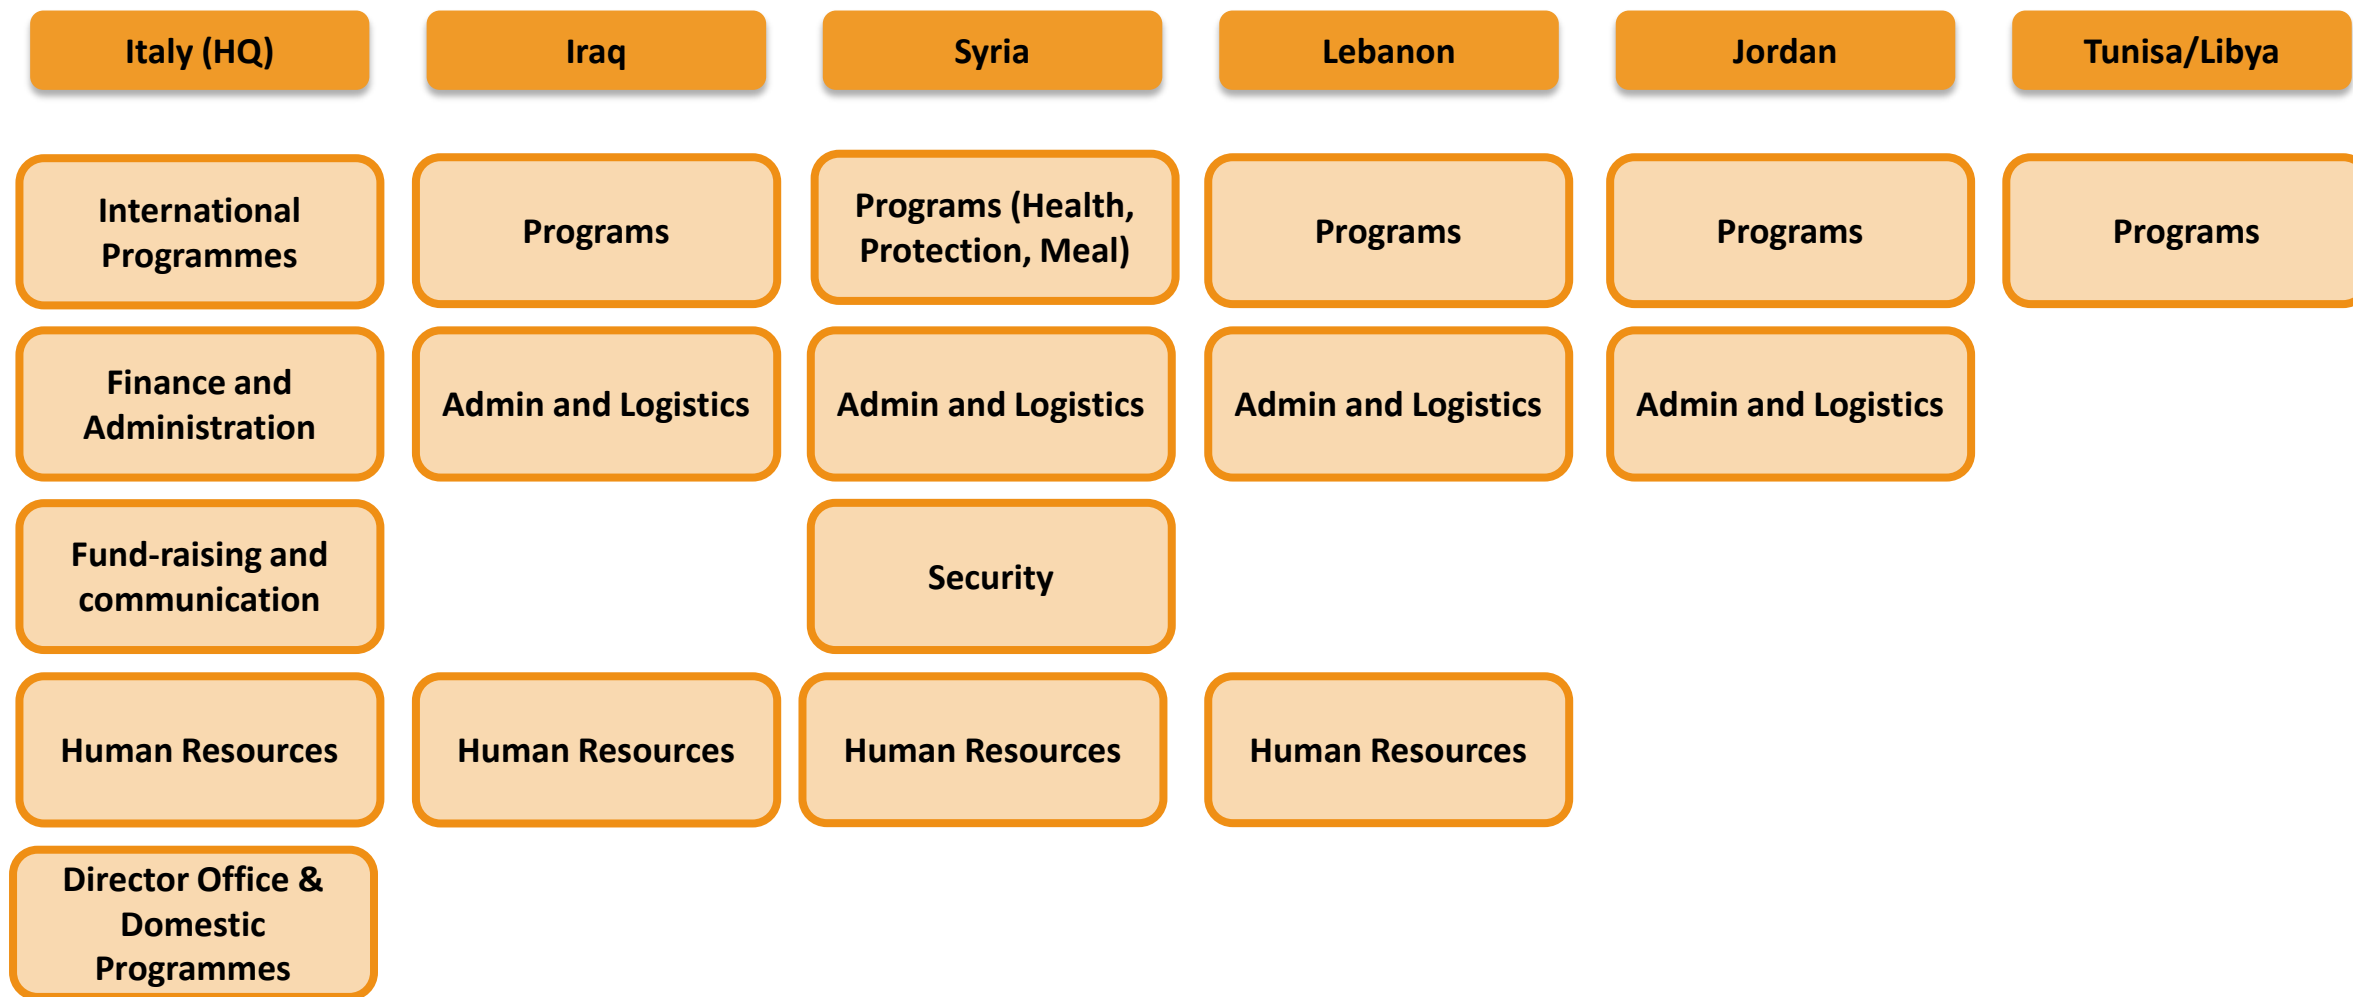 Italy (HQ)
Iraq
Syria
Lebanon
Jordan
Tunisa/Libya
International
Programmes
Programs
Programs (Health,
Protection, Meal)
Programs
Programs
Programs
Finance and
Administration
Admin and Logistics
Admin and Logistics
Admin and Logistics
Admin and Logistics
Fund-raising and
communication
Security
Human Resources
Human Resources
Human Resources
Human Resources
Director Office &
Domestic
Programmes